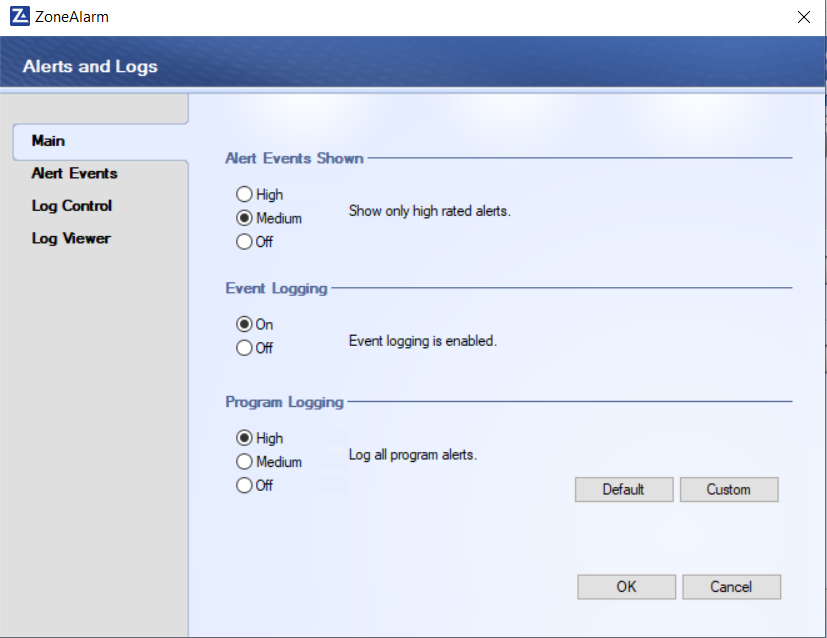 ZoneAlarm
Alerts and Logs
Main
Alert Events
Log Control
Log Viewer
Alert Events Shown
High
Medium
Off
Show only high rated alerts.
Event Logging
On
Off
Event logging is enabled.
Program Logging
High
Medium
Off
Log all program alerts.
Default Custom
OK Cancel